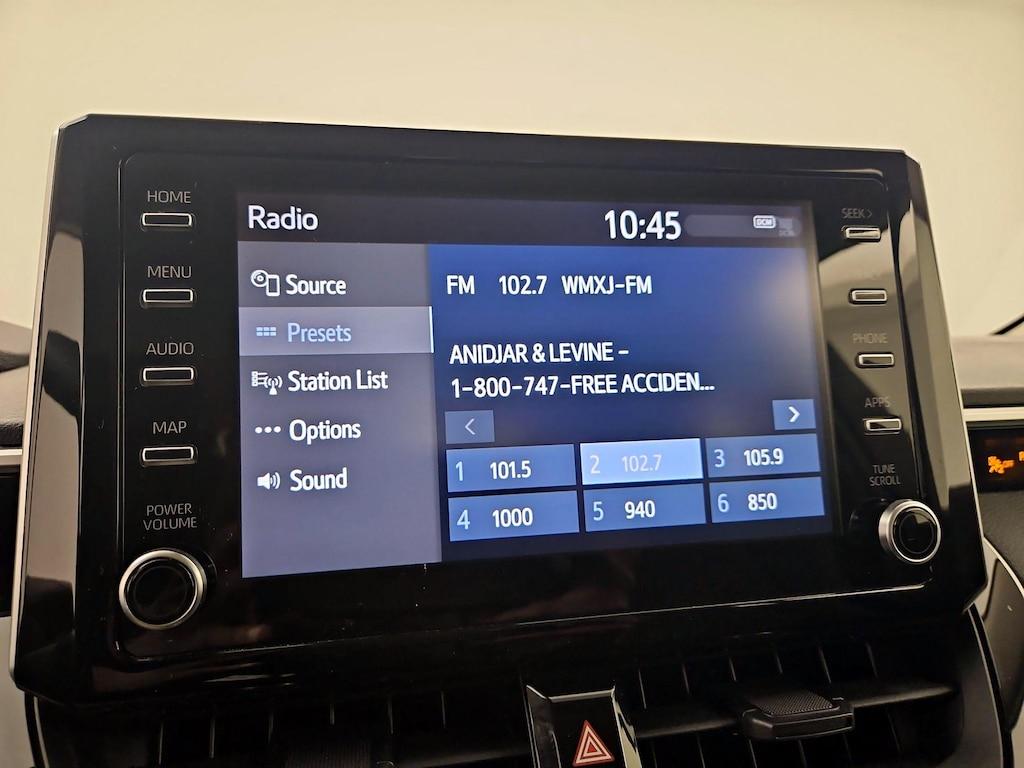 HOME
MENU
AUDIO
MAP
POWER
VOLUME
Radio
10:45
DCM
Source
Presets
Station List
Options
Sound
FM 102.7 WMXJ-FM
ANIDJAR & LEVINE -
1-800-747-FREE ACCIDEN...
<
>
1 101.5
2 102.7
3 105.9
4 1000
5 940
6 850
SEEK >
PHONE
APPS
TUNE
SCROLL